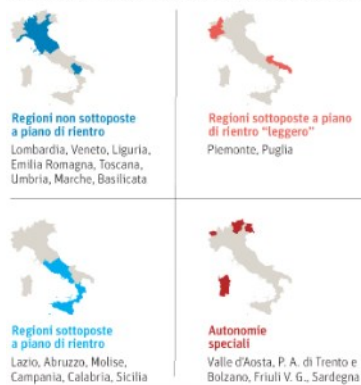 Regioni non sottoposte
a piano di rientro
Lombardia, Veneto, Liguria,
Emilia Romagna, Toscana,
Umbria, Marche, Basilicata
Regioni sottoposte a piano
di rientro "leggero"
Piemonte, Puglia
Regioni sottoposte
a piano di rientro
Lazio, Abruzzo, Molise,
Campania, Calabria, Sicilia
Autonomie
speciali
Valle d'Aosta, P. A. di Trento e
Bolzano, Friuli V. G., Sardegna